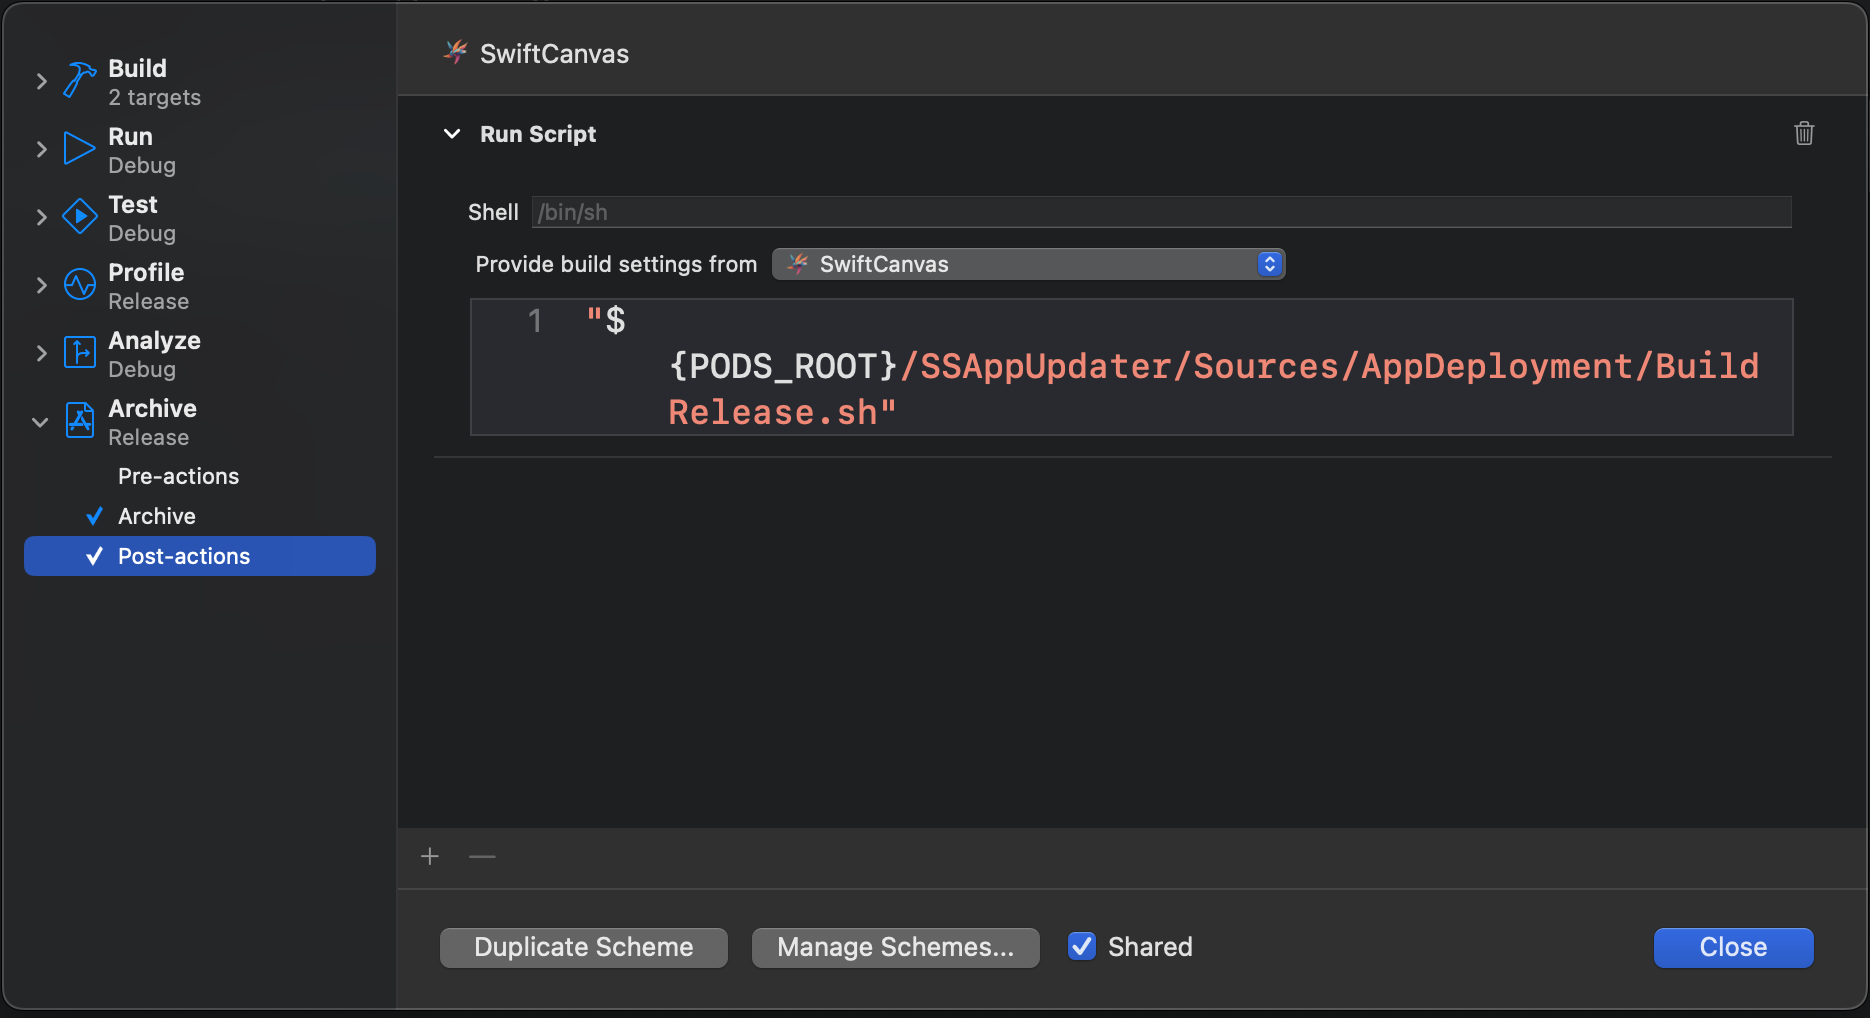 Build
2 targets
Run
Debug
Test
Debug
Profile
Release
Analyze
Debug
Archive
Release
Pre-actions
Archive
Post-actions
SwiftCanvas
Run Script
Shell /bin/sh
Provide build settings from SwiftCanvas
1 "$
{PODS_ROOT}/SSAppUpdater/Sources/AppDeployment/Build
Release.sh"
Duplicate Scheme
Manage Schemes...
Shared
Close